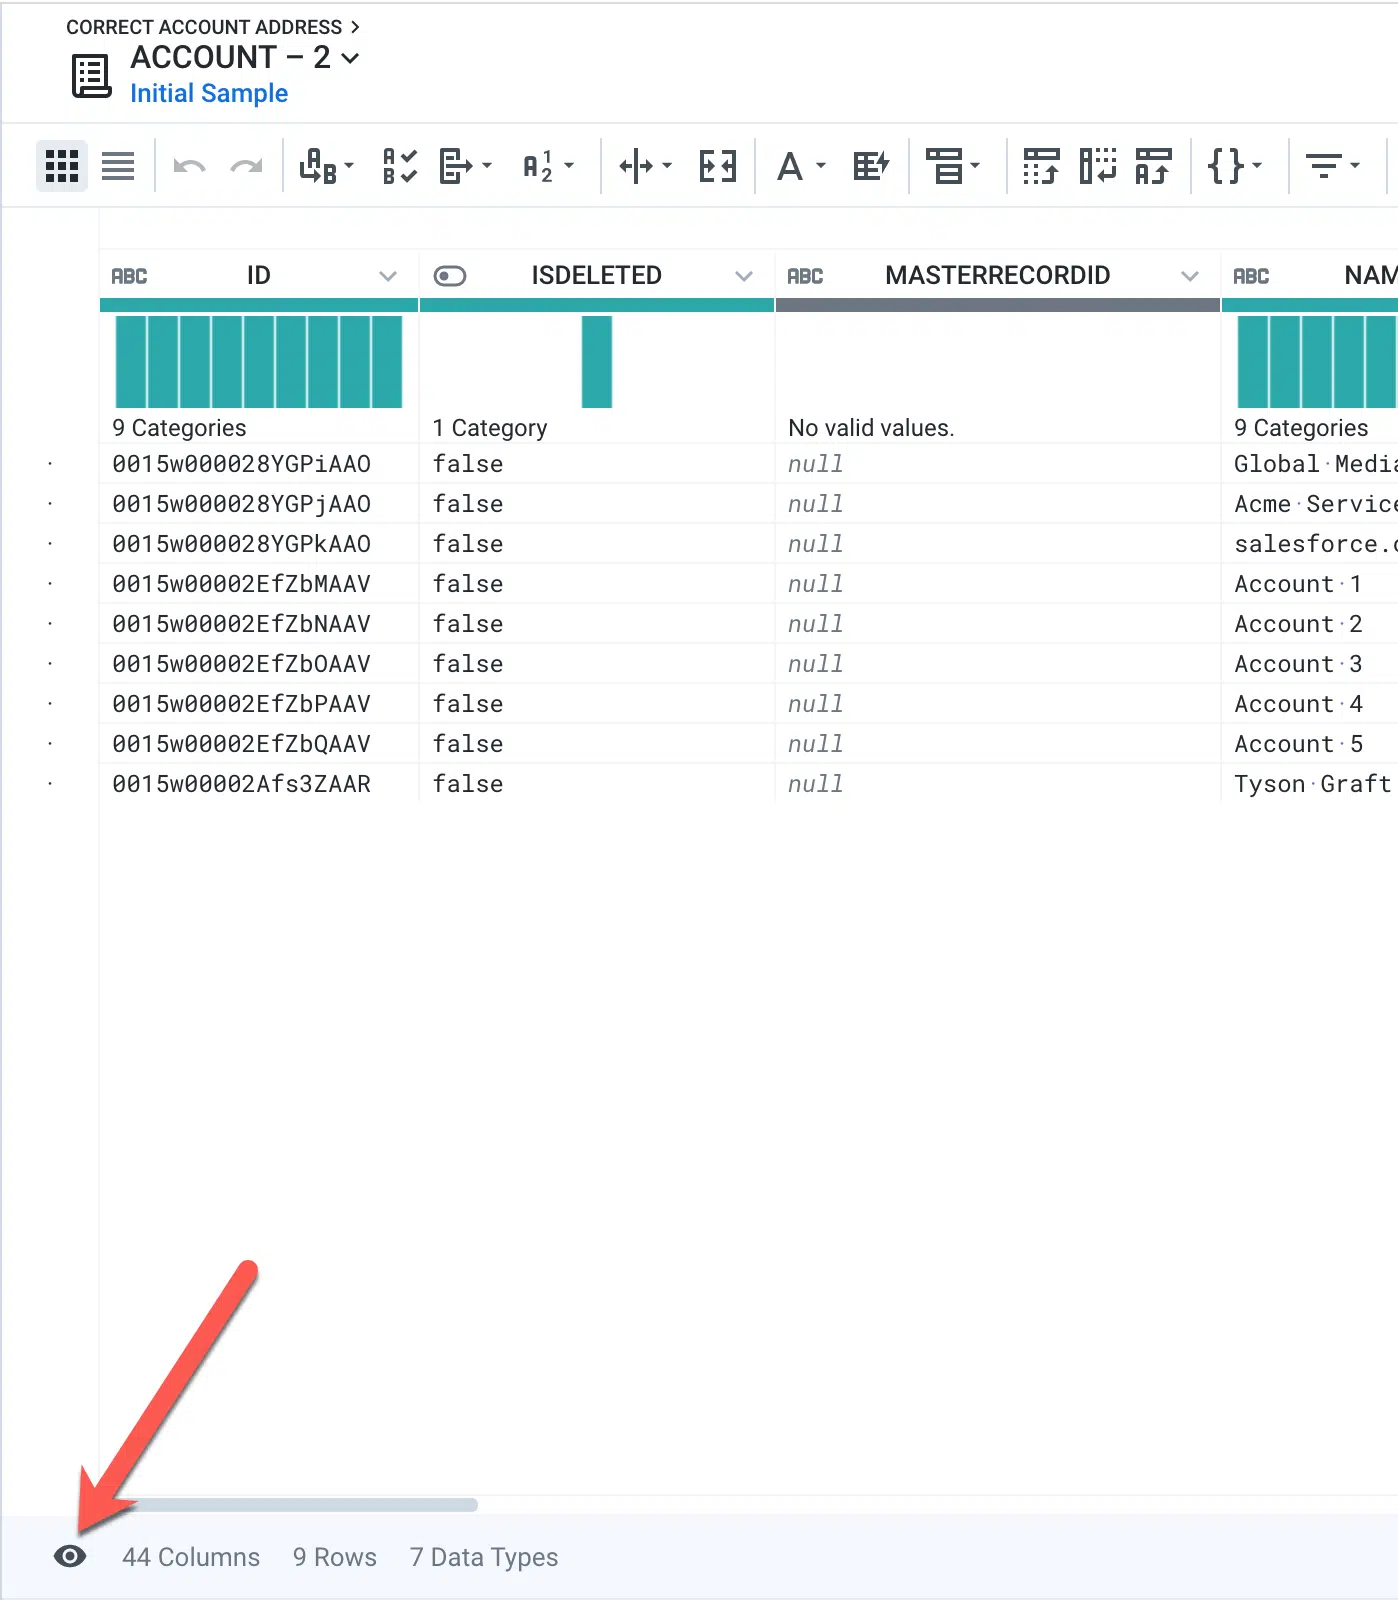 CORRECT ACCOUNT ADDRESS >
ACCOUNT – 2
Initial Sample
ABC ID ISDELETED ABC MASTERRECORDID ABC NAM
9 Categories 1 Category No valid values. 9 Categories
0015w000028YGPiAAO false null Global·Media
0015w000028YGPjAAO false null Acme·Service
0015w000028YGPkAAO false null salesforce.c
0015w00002EfZbMAAV false null Account·1
0015w00002EfZbNAAV false null Account·2
0015w00002EfZbOAAV false null Account·3
0015w00002EfZbPAAV false null Account·4
0015w00002EfZbQAAV false null Account·5
0015w00002Afs3ZAAR false null Tyson·Graft
44 Columns 9 Rows 7 Data Types